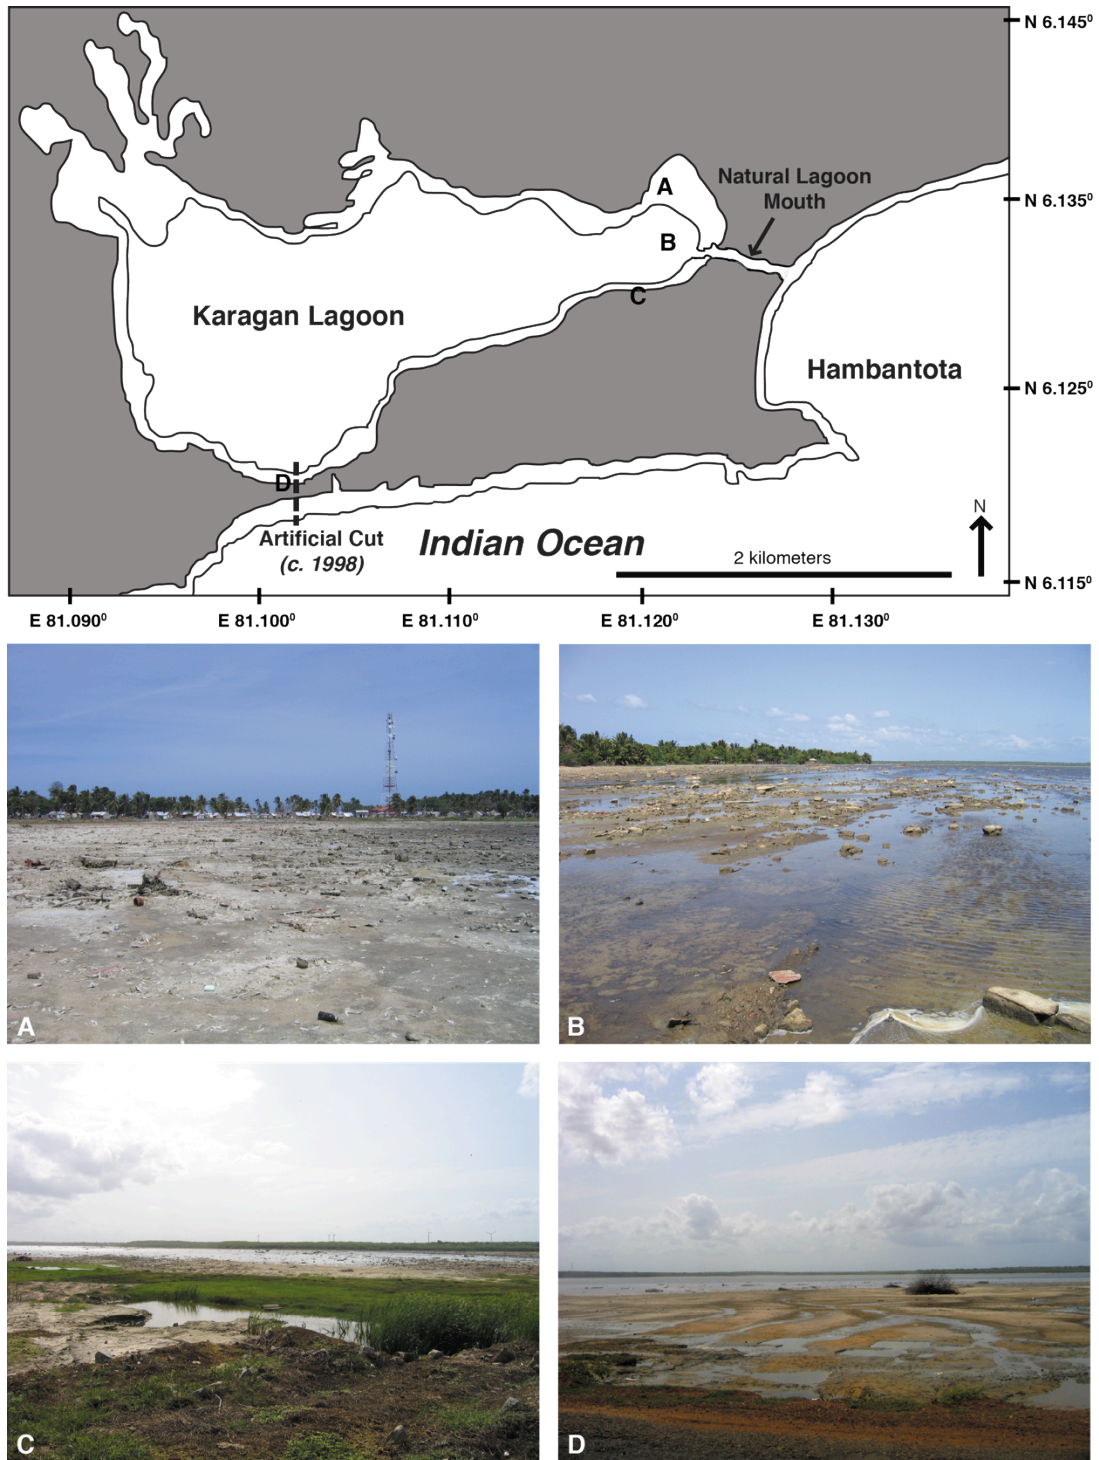 N 6.145⁰
Natural Lagoon
Mouth
A
N 6.135⁰
B
C
Karagan Lagoon
Hambantota
N 6.125⁰
D
Artificial Cut
(c. 1998)
Indian Ocean
2 kilometers
N
N 6.115⁰
E 81.090⁰
E 81.100⁰
E 81.110⁰
E 81.120⁰
E 81.130⁰
A
B
C
D